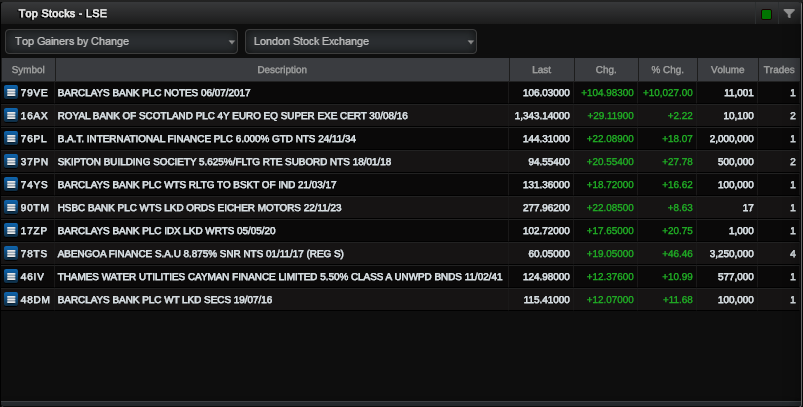 Top Stocks - LSE
Top Gainers by Change London Stock Exchange
Symbol Description Last Chg. % Chg. Volume Trades
79VE BARCLAYS BANK PLC NOTES 06/07/2017 106.03000 +104.98300 +10,027.00 11,001 1
16AX ROYAL BANK OF SCOTLAND PLC 4Y EURO EQ SUPER EXE CERT 30/08/16 1,343.14000 +29.11900 +2.22 10,100 2
76PL B.A.T. INTERNATIONAL FINANCE PLC 6.000% GTD NTS 24/11/34 144.31000 +22.08900 +18.07 2,000,000 1
37PN SKIPTON BUILDING SOCIETY 5.625%/FLTG RTE SUBORD NTS 18/01/18 94.55400 +20.55400 +27.78 500,000 2
74YS BARCLAYS BANK PLC WTS RLTG TO BSKT OF IND 21/03/17 131.36000 +18.72000 +16.62 100,000 1
90TM HSBC BANK PLC WTS LKD ORDS EICHER MOTORS 22/11/23 277.96200 +22.08500 +8.63 17 1
17ZP BARCLAYS BANK PLC IDX LKD WRTS 05/05/20 102.72000 +17.65000 +20.75 1,000 1
78TS ABENGOA FINANCE S.A.U 8.875% SNR NTS 01/11/17 (REG S) 60.05000 +19.05000 +46.46 3,250,000 4
46IV THAMES WATER UTILITIES CAYMAN FINANCE LIMITED 5.50% CLASS A UNWPD BNDS 11/02/41 124.98000 +12.37600 +10.99 577,000 1
48DM BARCLAYS BANK PLC WT LKD SECS 19/07/16 115.41000 +12.07000 +11.68 100,000 1